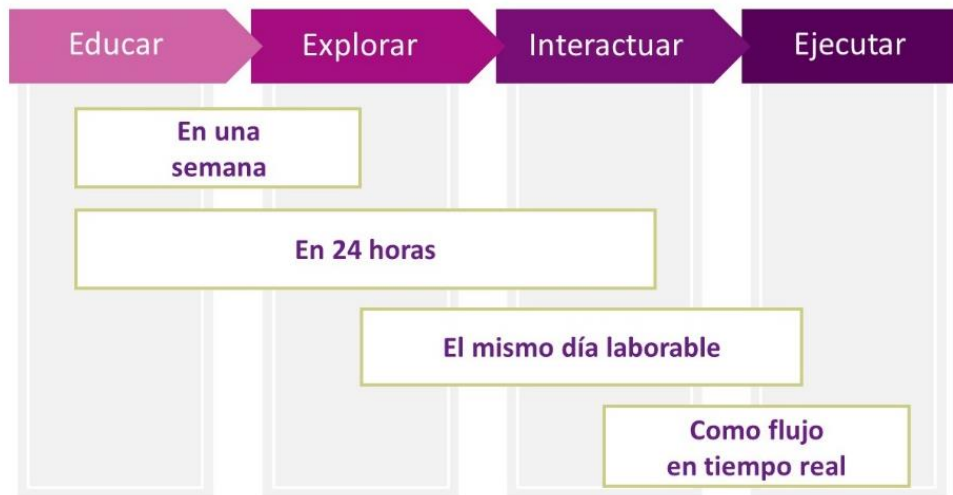 Educar
Explorar
Interactuar
Ejecutar
En una
semana
En 24 horas
El mismo día laborable
Como flujo
en tiempo real